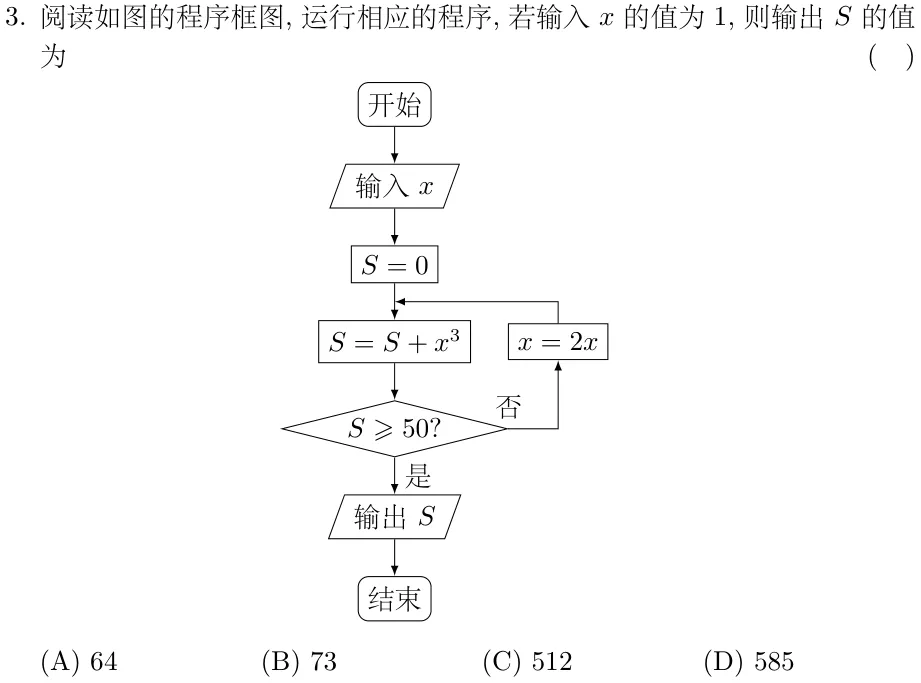 3. 阅读如图的程序框图, 运行相应的程序, 若输入 x 的值为 1, 则输出 S 的值
为 ( )
开始
输入 x
S = 0
S = S + x³
x = 2x
否
S ⩾ 50?
是
输出 S
结束
(A) 64 (B) 73 (C) 512 (D) 585